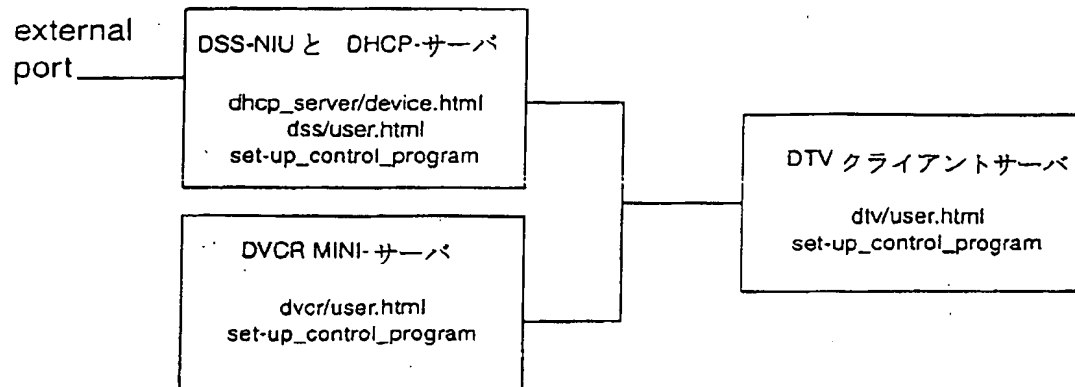 external
port
DSS-NIU と DHCP-サーバ
dhcp_server/device.html
dss/user.html
set-up_control_program
DVCR MINI-サーバ
dvcr/user.html
set-up_control_program
DTV クライアントサーバ
dtv/user.html
set-up_control_program